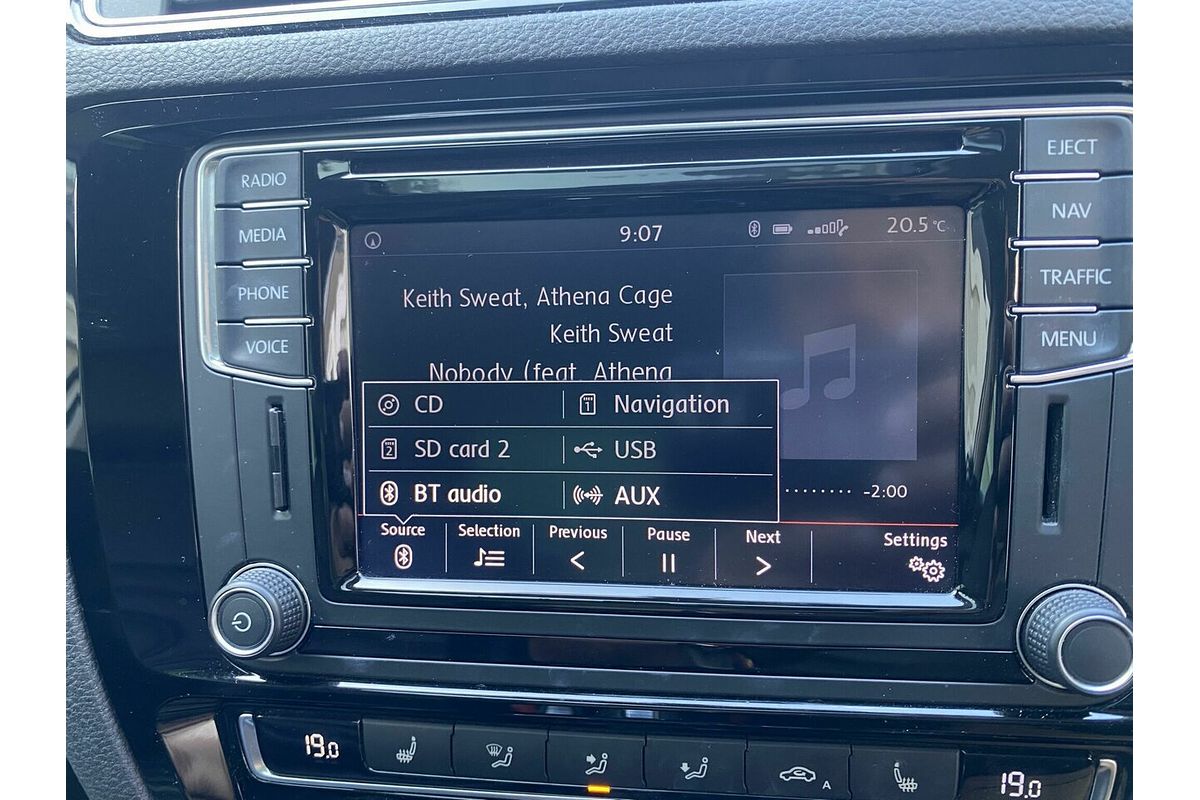 RADIO
MEDIA
PHONE
VOICE
EJECT
NAV
TRAFFIC
MENU
9:07
20.5 °C
Keith Sweat, Athena Cage
Keith Sweat
Nobody (feat. Athena
CD
1 Navigation
2 SD card 2
USB
BT audio
AUX
-2:00
Source
Selection
Previous
Pause
Next
Settings
19.0
A
19.0